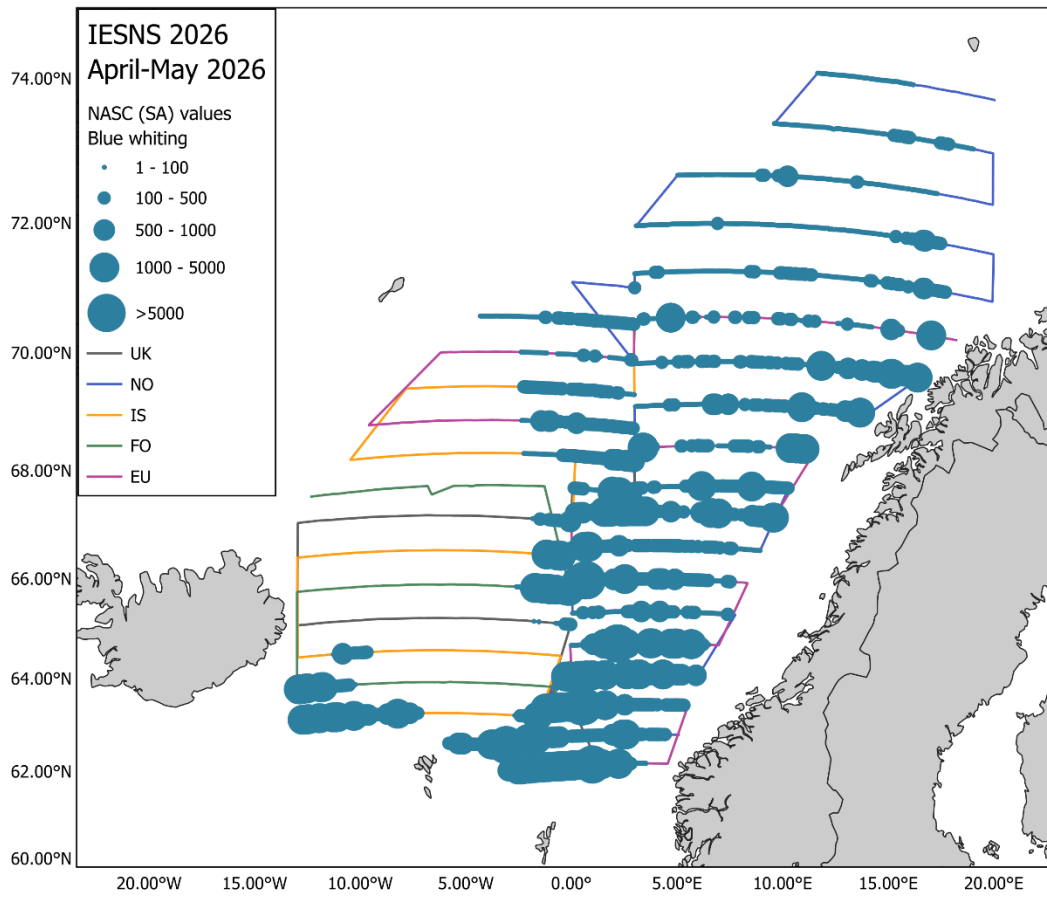 IESNS 2026
April-May 2026
NASC (SA) values
Blue whiting
1 - 100
100 - 500
500 - 1000
1000 - 5000
>5000
UK
NO
IS
FO
EU
74.00°N
72.00°N
70.00°N
68.00°N
66.00°N
64.00°N
62.00°N
60.00°N
20.00°W 15.00°W 10.00°W 5.00°W 0.00° 5.00°E 10.00°E 15.00°E 20.00°E